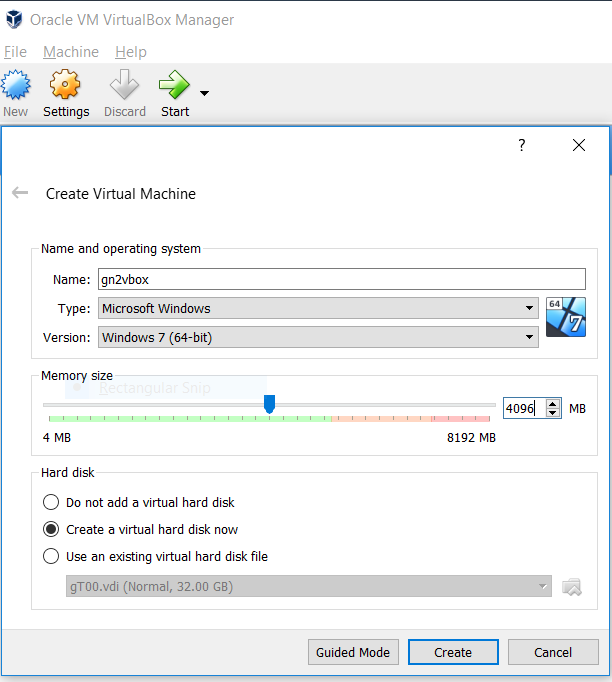 Oracle VM VirtualBox Manager
File Machine Help
New Settings Discard Start
?
Create Virtual Machine
Name and operating system
Name: gn2vbox
Type: Microsoft Windows
64
7
Version: Windows 7 (64-bit)
Memory size
Rectangular Snip
4096 MB
4 MB 8192 MB
Hard disk
Do not add a virtual hard disk
Create a virtual hard disk now
Use an existing virtual hard disk file
gT00.vdi (Normal, 32.00 GB)
Guided Mode Create Cancel